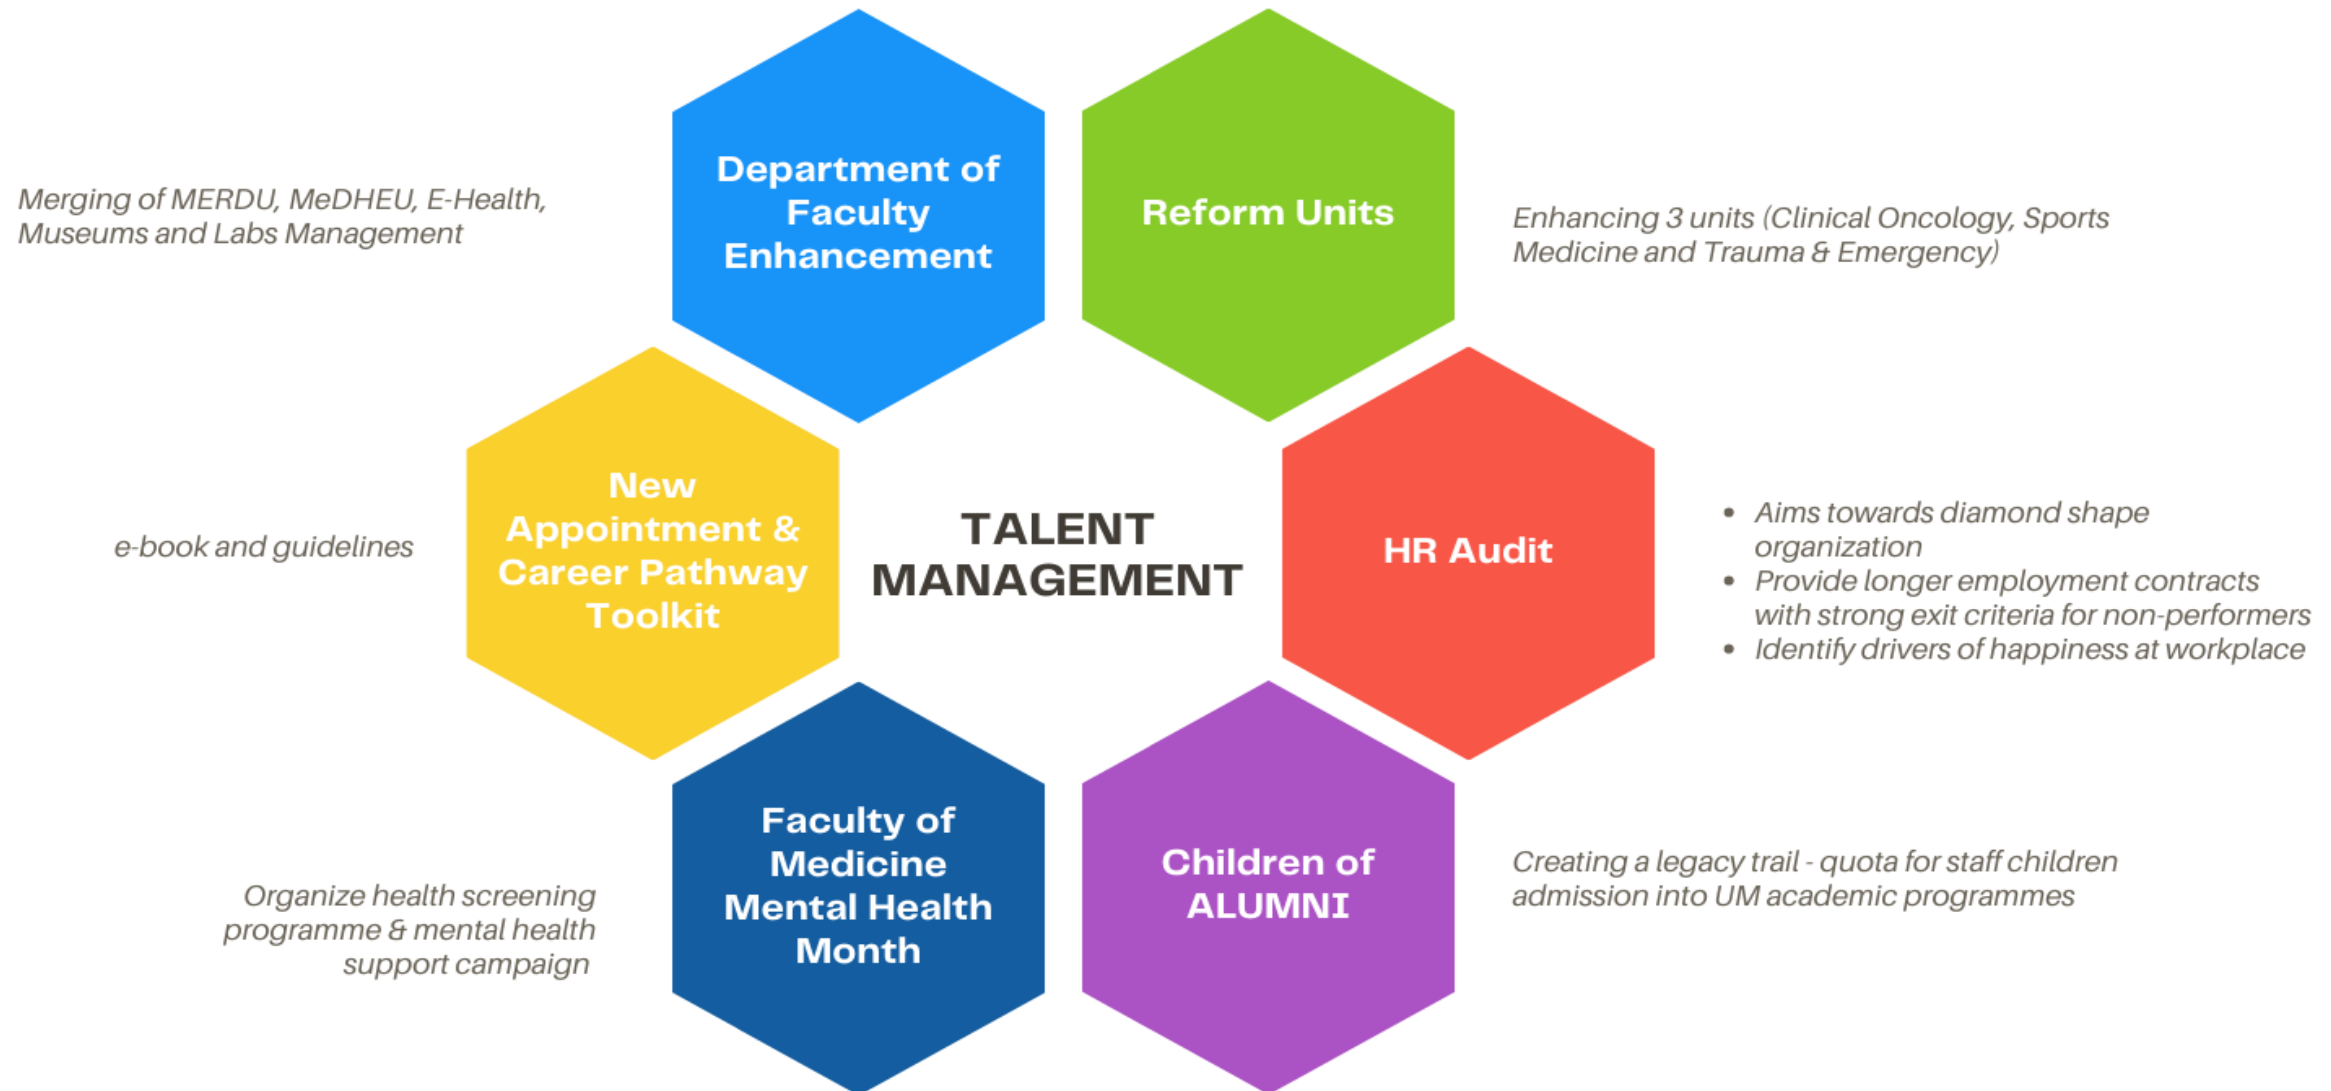 Department of
Faculty
Enhancement
Merging of MERDU, MeDHEU, E-Health,
Museums and Labs Management
Reform Units
Enhancing 3 units (Clinical Oncology, Sports
Medicine and Trauma & Emergency)
New
Appointment &
Career Pathway
Toolkit
e-book and guidelines
TALENT
MANAGEMENT
HR Audit
• Aims towards diamond shape
organization
• Provide longer employment contracts
with strong exit criteria for non-performers
• Identify drivers of happiness at workplace
Faculty of
Medicine
Mental Health
Month
Organize health screening
programme & mental health
support campaign
Children of
ALUMNI
Creating a legacy trail - quota for staff children
admission into UM academic programmes